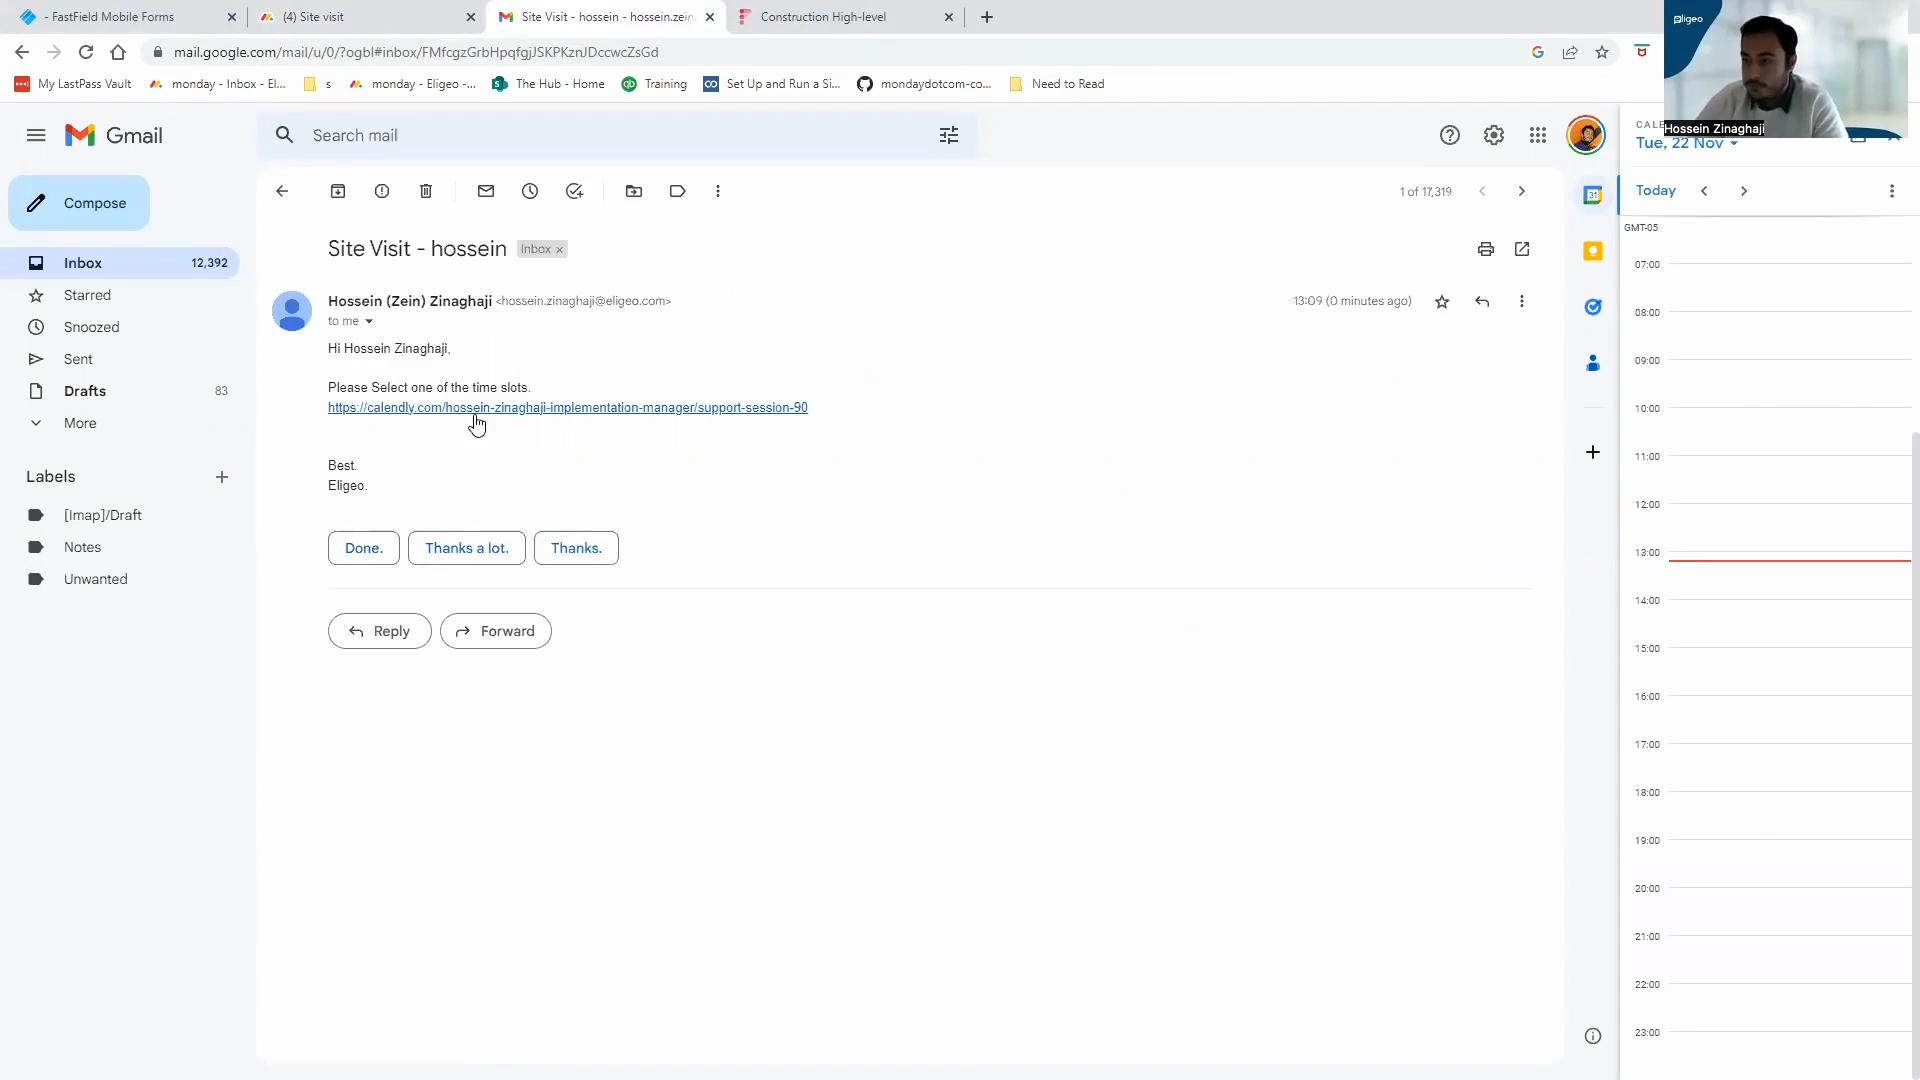 - FastField Mobile Forms
(4) Site visit
Site Visit - hossein - hossein.zein
Construction High-level
mail.google.com/mail/u/0/?ogbl#inbox/FMfcgzGrbHpqfgjJSKPKznJDccwcZsGd
My LastPass Vault
monday - Inbox - El...
s
monday - Eligeo -...
The Hub - Home
Training
Set Up and Run a Si...
mondaydotcom-co...
Need to Read
eligeo
Hossein Zinaghaji
Gmail
Search mail
CALE
Tue, 22 Nov
Compose
1 of 17,319
Today
31
GMT-05
Inbox 12,392
Starred
Snoozed
Sent
Drafts 83
More
Labels
[Imap]/Draft
Notes
Unwanted
Site Visit - hossein Inbox x
Hossein (Zein) Zinaghaji <hossein.zinaghaji@eligeo.com>
13:09 (0 minutes ago)
to me
Hi Hossein Zinaghaji,
Please Select one of the time slots.
https://calendly.com/hossein-zinaghaji-implementation-manager/support-session-90
Best.
Eligeo.
Done.
Thanks a lot.
Thanks.
Reply
Forward
07:00
08:00
09:00
10:00
11:00
12:00
13:00
14:00
15:00
16:00
17:00
18:00
19:00
20:00
21:00
22:00
23:00